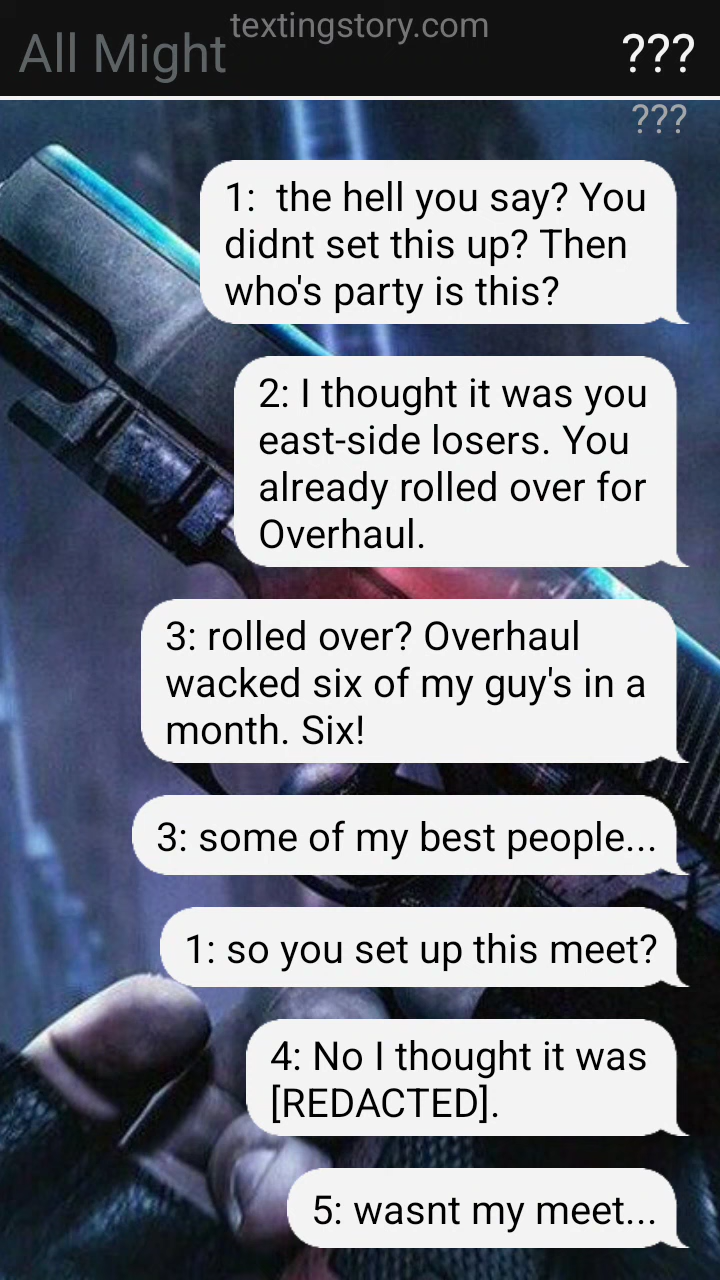 textingstory.com
All Might
???
???
1:  the hell you say? You
didnt set this up? Then
who's party is this?
2: I thought it was you
east-side losers. You
already rolled over for
Overhaul.
3: rolled over? Overhaul
wacked six of my guy's in a
month. Six!
3: some of my best people...
1: so you set up this meet?
4: No I thought it was
[REDACTED].
5: wasnt my meet...